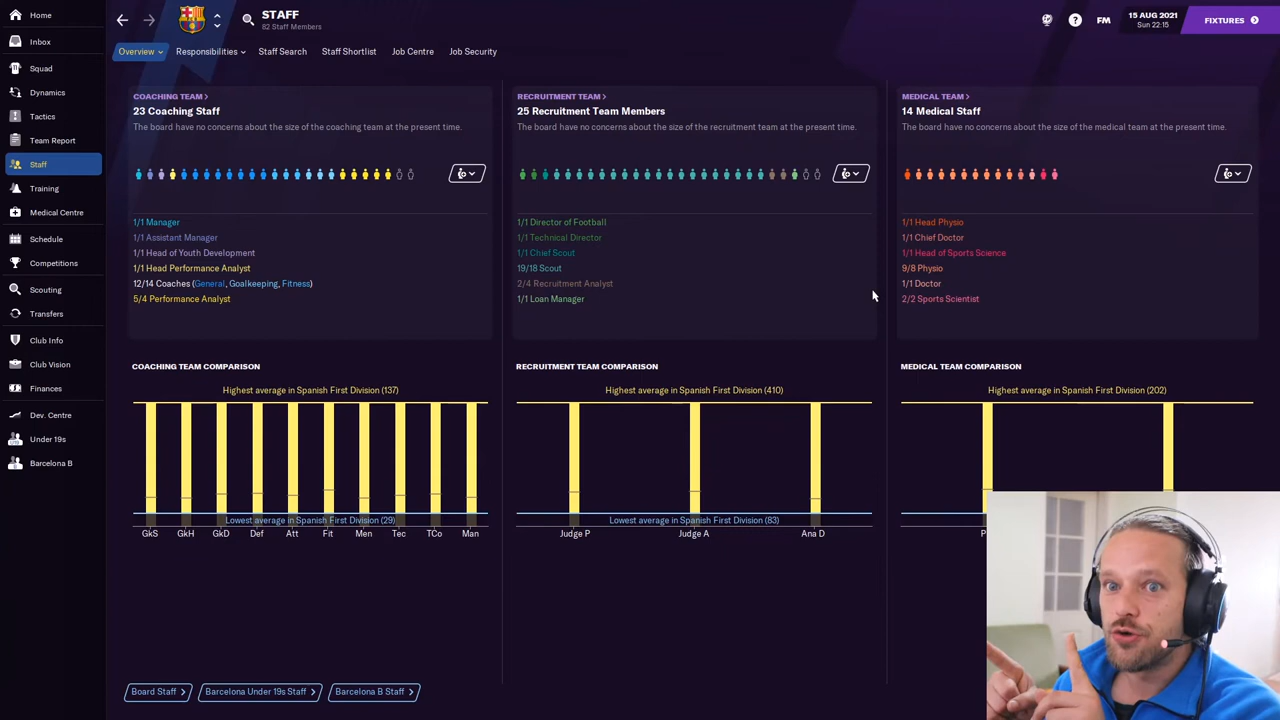 Home
Inbox
Squad
Dynamics
Tactics
Team Report
Staff
Training
Medical Centre
Schedule
Competitions
Scouting
Transfers
Club Info
Club Vision
Finances
Dev. Centre
Under 19s
Barcelona B
STAFF
82 Staff Members
FM
15 AUG 2021
Sun 22:15
FIXTURES
Overview
Responsibilities
Staff Search
Staff Shortlist
Job Centre
Job Security
COACHING TEAM
23 Coaching Staff
The board have no concerns about the size of the coaching team at the present time.
1/1 Manager
1/1 Assistant Manager
1/1 Head of Youth Development
1/1 Head Performance Analyst
12/14 Coaches (General, Goalkeeping, Fitness)
5/4 Performance Analyst
RECRUITMENT TEAM
25 Recruitment Team Members
The board have no concerns about the size of the recruitment team at the present time.
1/1 Director of Football
1/1 Technical Director
1/1 Chief Scout
19/18 Scout
2/4 Recruitment Analyst
1/1 Loan Manager
MEDICAL TEAM
14 Medical Staff
The board have no concerns about the size of the medical team at the present time.
1/1 Head Physio
1/1 Chief Doctor
1/1 Head of Sports Science
9/8 Physio
1/1 Doctor
2/2 Sports Scientist
COACHING TEAM COMPARISON
Highest average in Spanish First Division (137)
Lowest average in Spanish First Division (29)
GkS GkH GkD Def Att Fit Men Tec TCo Man
RECRUITMENT TEAM COMPARISON
Highest average in Spanish First Division (410)
Lowest average in Spanish First Division (83)
Judge P Judge A Ana D
MEDICAL TEAM COMPARISON
Highest average in Spanish First Division (202)
Board Staff
Barcelona Under 19s Staff
Barcelona B Staff